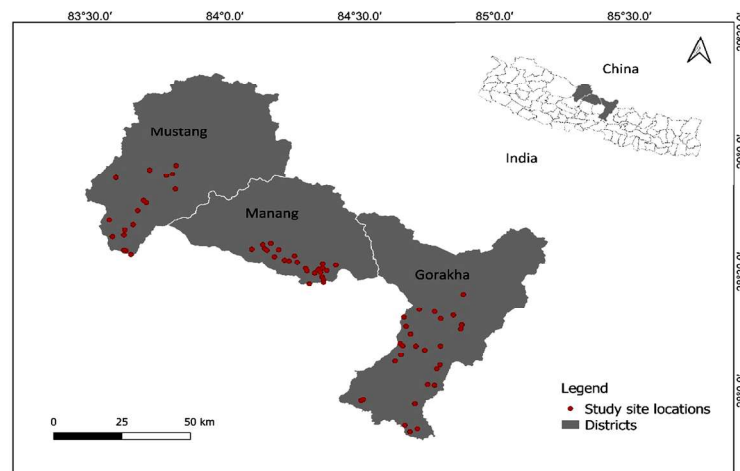 83°30.0' 84°0.0' 84°30.0' 85°0.0' 85°30.0'
China
Mustang
India
Manang
Gorakha
Legend
Study site locations
Districts
0 25 50 km